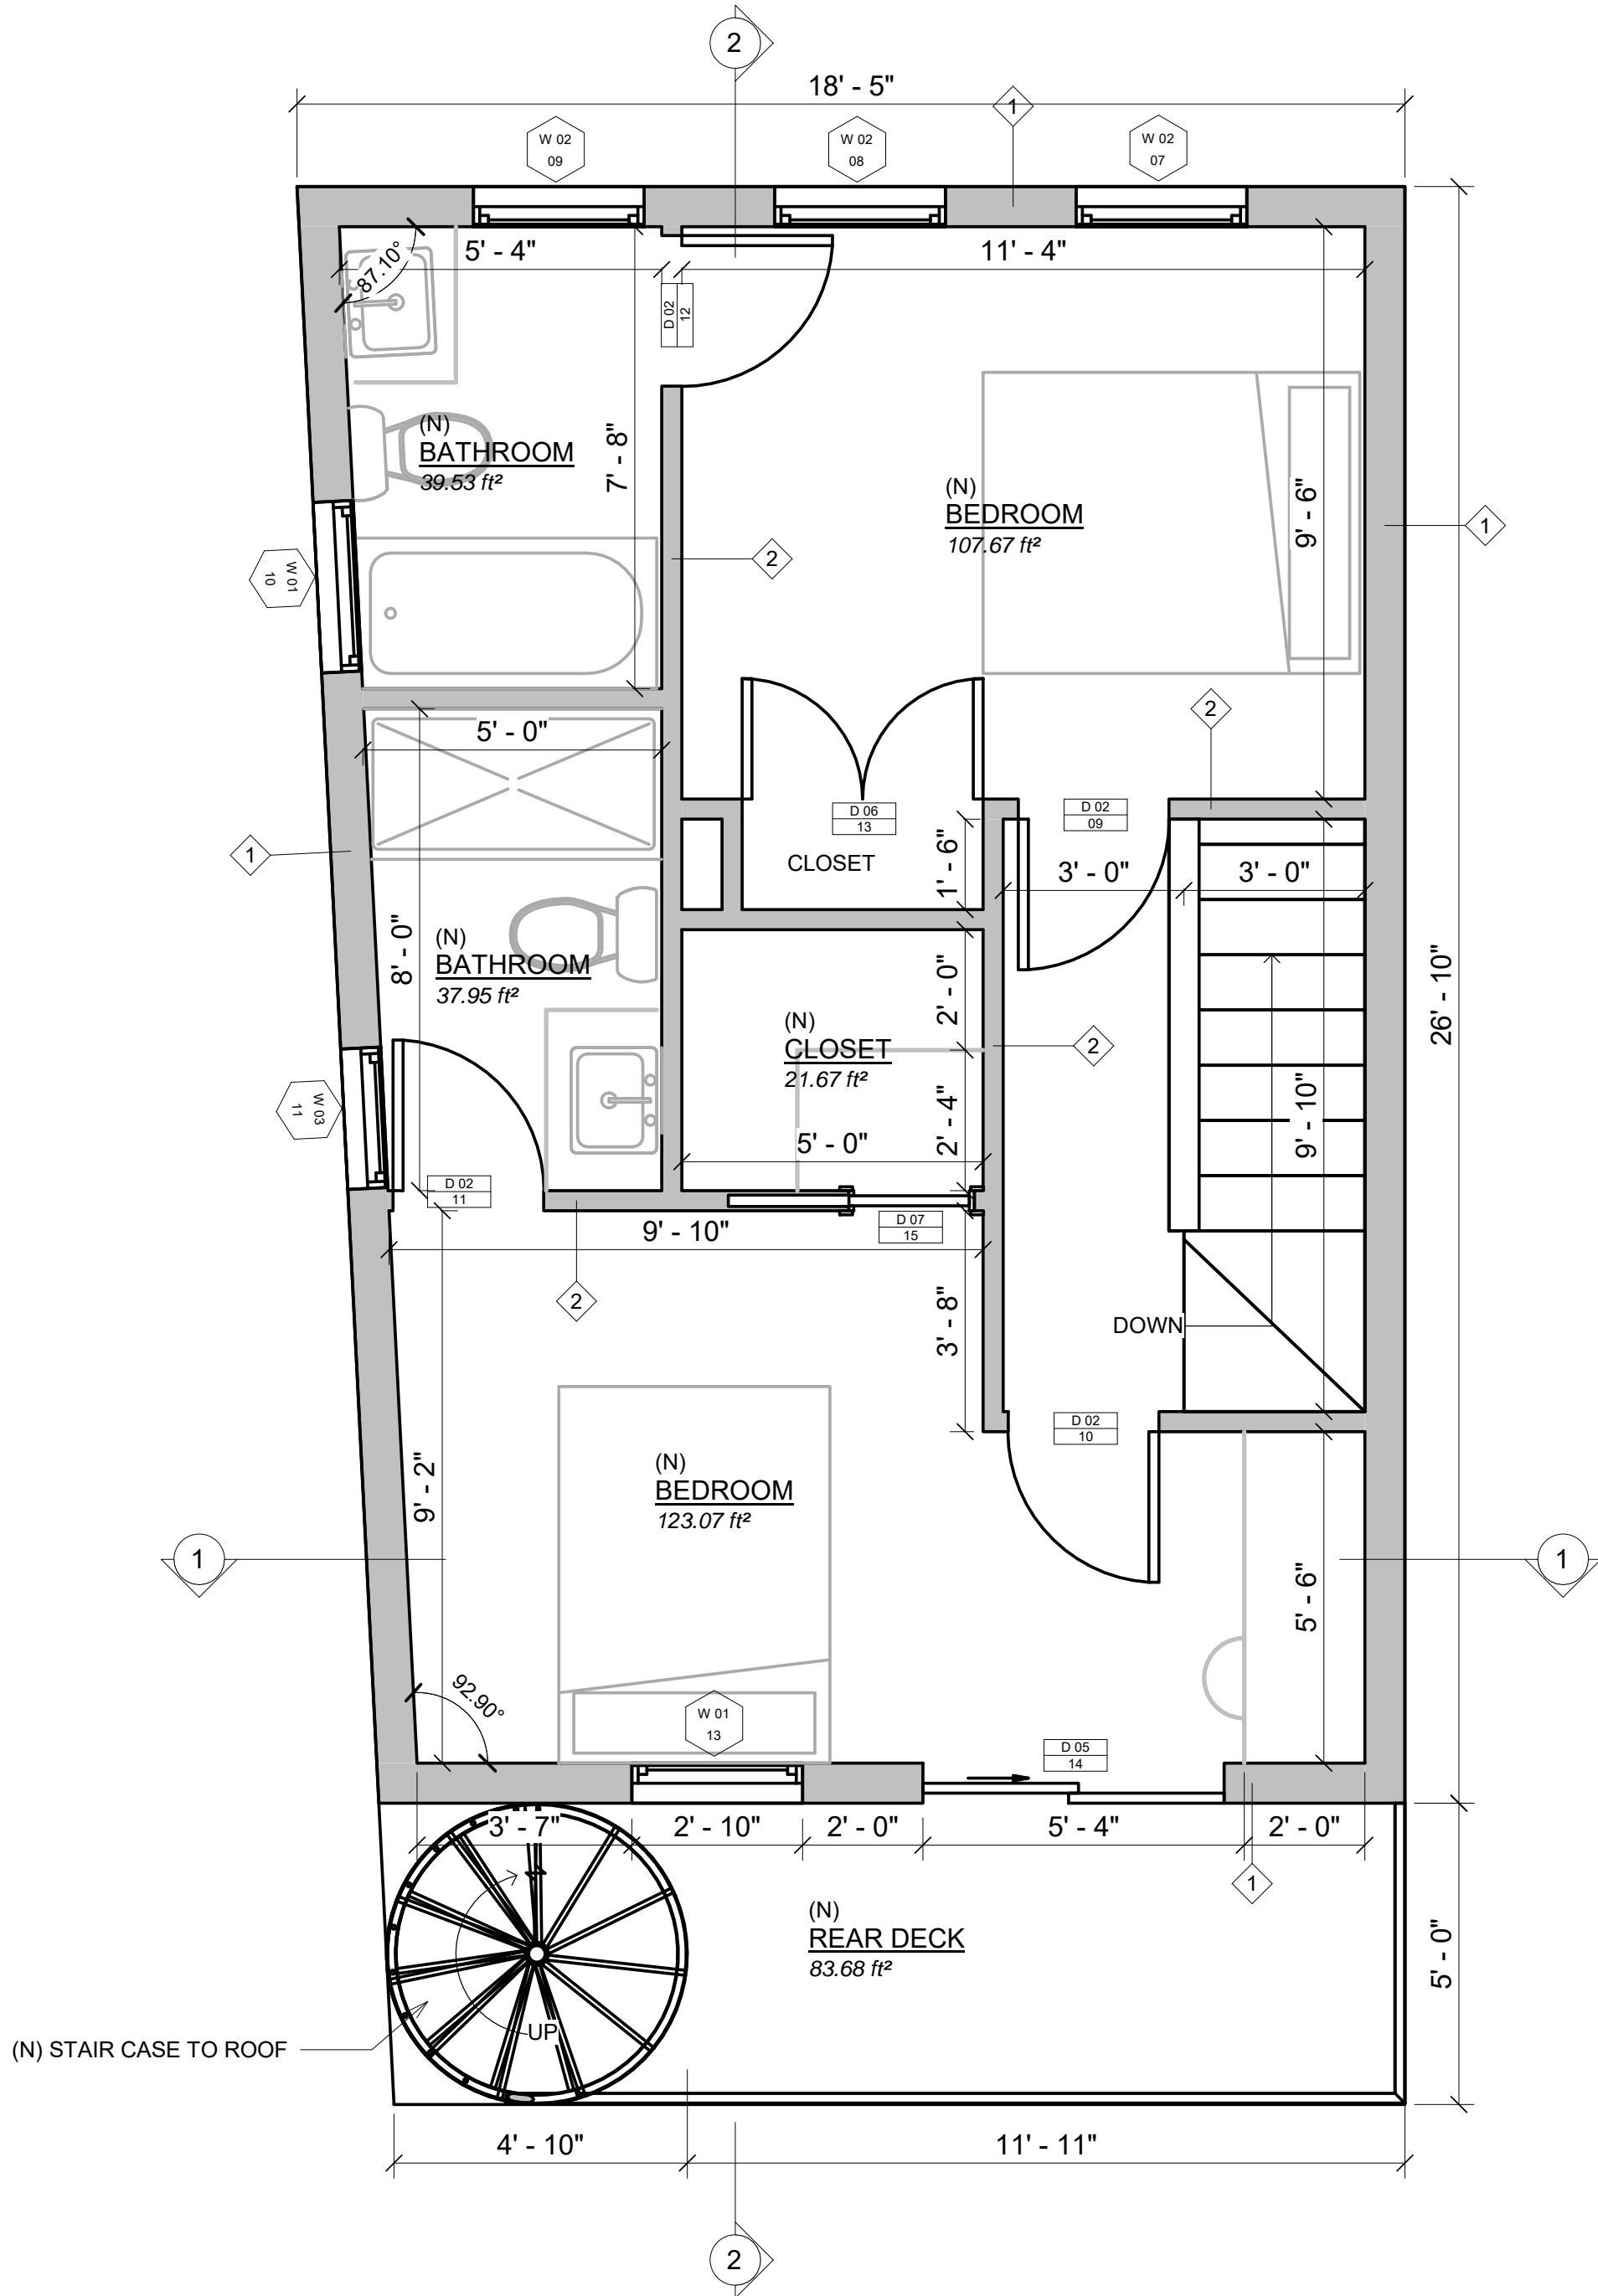 2
18' - 5"
1
W 02
09
W 02
08
W 02
07
5' - 4"
11' - 4"
87.10°
D 02
12
(N)
BATHROOM
39.53 ft²
7' - 8"
(N)
BEDROOM
107.67 ft²
9' - 6"
1
2
W 01
10
2
5' - 0"
D 06
13
D 02
09
1
CLOSET
1' - 6"
3' - 0"
3' - 0"
8' - 0"
(N)
BATHROOM
37.95 ft²
2' - 0"
26' - 10"
(N)
CLOSET
21.67 ft²
2
W 03
11
2' - 4"
9' - 10"
5' - 0"
D 02
11
D 07
15
9' - 10"
2
3' - 8"
DOWN
D 02
10
9' - 2"
(N)
BEDROOM
123.07 ft²
1
1
5' - 6"
92.90°
W 01
13
D 05
14
3' - 7"
2' - 10"
2' - 0"
5' - 4"
2' - 0"
1
(N)
REAR DECK
83.68 ft²
5' - 0"
UP
(N) STAIR CASE TO ROOF
4' - 10"
11' - 11"
2